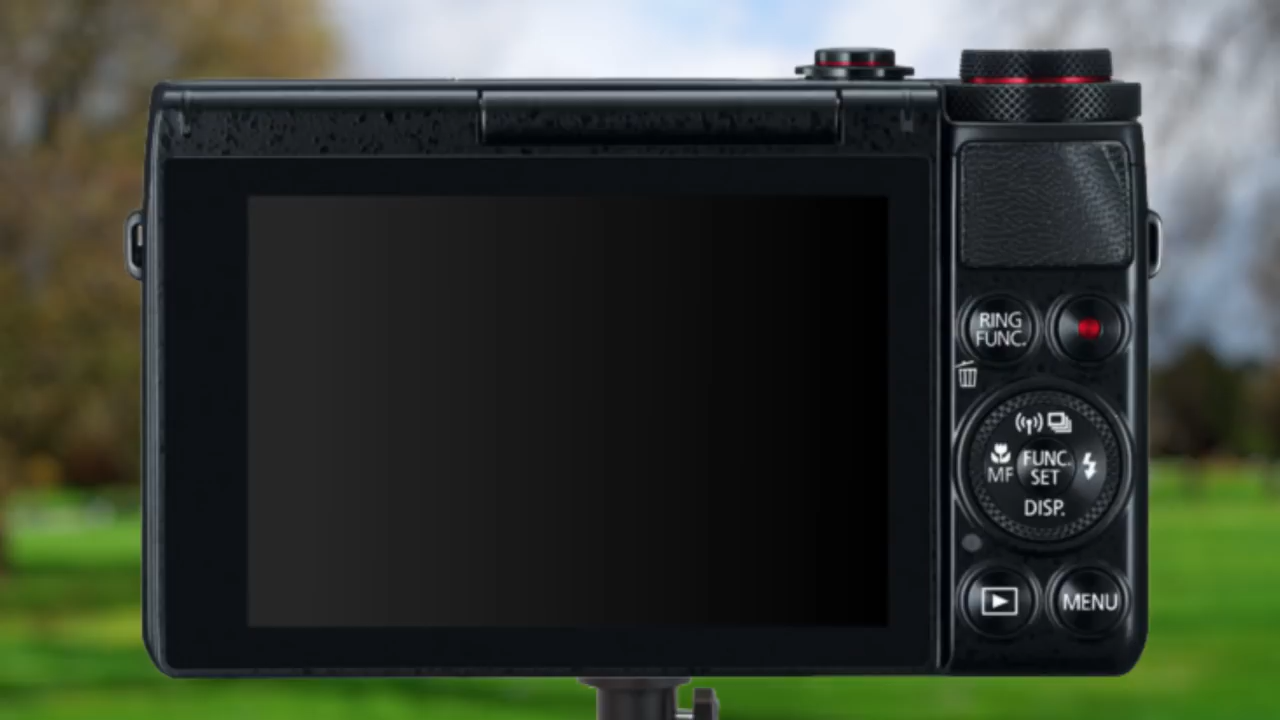 RING
FUNC.
MF
FUNC.
SET
DISP.
MENU